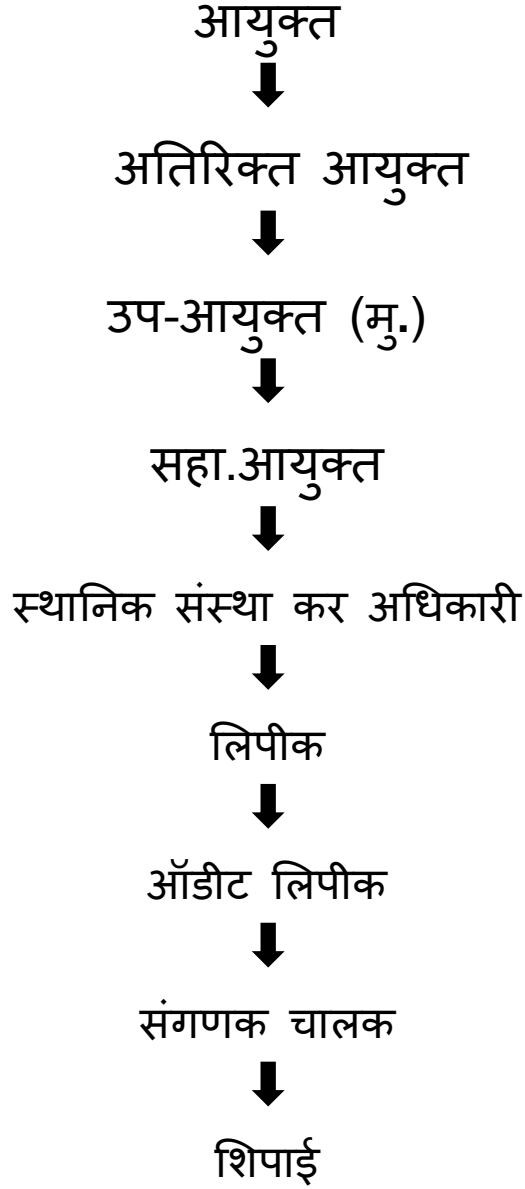 आयुक्त
अतिरिक्त आयुक्त
उप-आयुक्त (मु.)
सहा.आयुक्त
स्थानिक संस्था कर अधिकारी
लिपीक
ऑडीट लिपीक
संगणक चालक
शिपाई